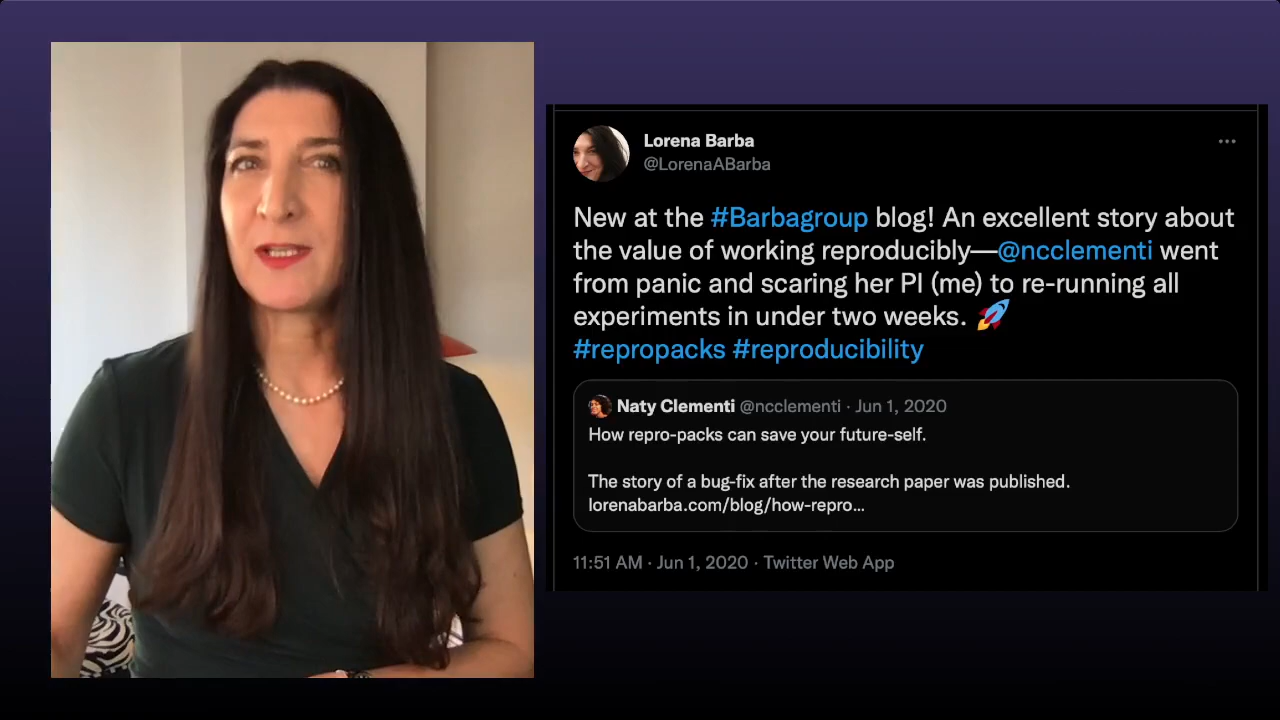 Lorena Barba
@LorenaABarba
New at the #Barbagroup blog! An excellent story about
the value of working reproducibly—@ncclementi went
from panic and scaring her PI (me) to re-running all
experiments in under two weeks. 🚀
#repropacks #reproducibility
Naty Clementi @ncclementi · Jun 1, 2020
How repro-packs can save your future-self.
The story of a bug-fix after the research paper was published.
lorenabarba.com/blog/how-repro...
11:51 AM · Jun 1, 2020 · Twitter Web App